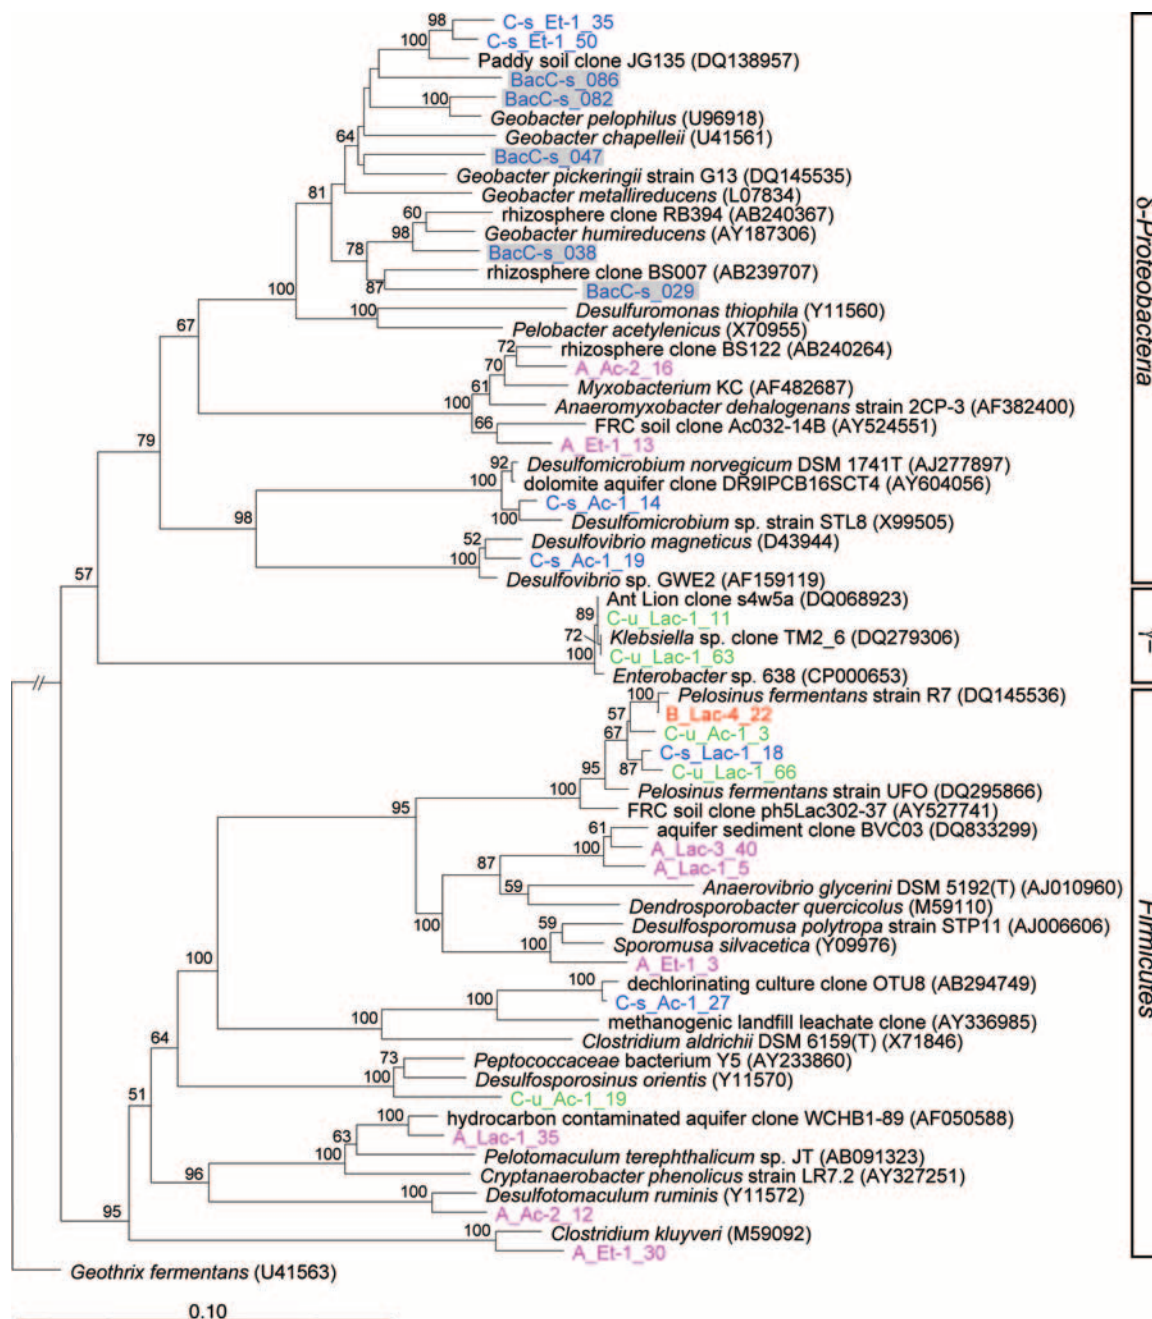 98 C-s_Et-1_35
100 C-s_Et-1_50
Paddy soil clone JG135 (DQ138957)
BacC-s_086
100 BacC-s_082
Geobacter pelophilus (U96918)
64 Geobacter chapelleii (U41561)
BacC-s_047
Geobacter pickeringii strain G13 (DQ145535)
81 Geobacter metallireducens (L07834)
60 rhizosphere clone RB394 (AB240367)
98 Geobacter humireducens (AY187306)
78 BacC-s_038
rhizosphere clone BS007 (AB239707)
87 BacC-s_029
100
100 Desulfuromonas thiophila (Y11560)
67 Pelobacter acetylenicus (X70955)
72 rhizosphere clone BS122 (AB240264)
70 A_Ac-2_16
61 Myxobacterium KC (AF482687)
100 Anaeromyxobacter dehalogenans strain 2CP-3 (AF382400)
66 FRC soil clone Ac032-14B (AY524551)
79 A_Et-1_13
92 Desulfomicrobium norvegicum DSM 1741T (AJ277897)
100 dolomite aquifer clone DR9IPCB16SCT4 (AY604056)
C-s_Ac-1_14
98 100 Desulfomicrobium sp. strain STL8 (X99505)
52 Desulfovibrio magneticus (D43944)
100 C-s_Ac-1_19
57 Desulfovibrio sp. GWE2 (AF159119)
δ-Proteobacteria
Ant Lion clone s4w5a (DQ068923)
89 C-u_Lac-1_11
72 Klebsiella sp. clone TM2_6 (DQ279306)
100 C-u_Lac-1_63
Enterobacter sp. 638 (CP000653)
γ-
100 Pelosinus fermentans strain R7 (DQ145536)
57 B_Lac-4_22
67 C-u_Ac-1_3
C-s_Lac-1_18
95 87 C-u_Lac-1_66
100 Pelosinus fermentans strain UFO (DQ295866)
95 FRC soil clone ph5Lac302-37 (AY527741)
61 aquifer sediment clone BVC03 (DQ833299)
100 A_Lac-3_40
87 A_Lac-1_5
59 Anaerovibrio glycerini DSM 5192(T) (AJ010960)
Dendrosporobacter quercicolus (M59110)
100 59 Desulfosporomusa polytropa strain STP11 (AJ006606)
100 Sporomusa silvacetica (Y09976)
100 A_Et-1_3
100 dechlorinating culture clone OTU8 (AB294749)
100 C-s_Ac-1_27
100 methanogenic landfill leachate clone (AY336985)
64 Clostridium aldrichii DSM 6159(T) (X71846)
73 Peptococcaceae bacterium Y5 (AY233860)
100 Desulfosporosinus orientis (Y11570)
51 C-u_Ac-1_19
100 hydrocarbon contaminated aquifer clone WCHB1-89 (AF050588)
63 A_Lac-1_35
100 Pelotomaculum terephthalicum sp. JT (AB091323)
96 Cryptanaerobacter phenolicus strain LR7.2 (AY327251)
100 Desulfotomaculum ruminis (Y11572)
95 A_Ac-2_12
100 Clostridium kluyveri (M59092)
A_Et-1_30
Firmicutes
Geothrix fermentans (U41563)
0.10